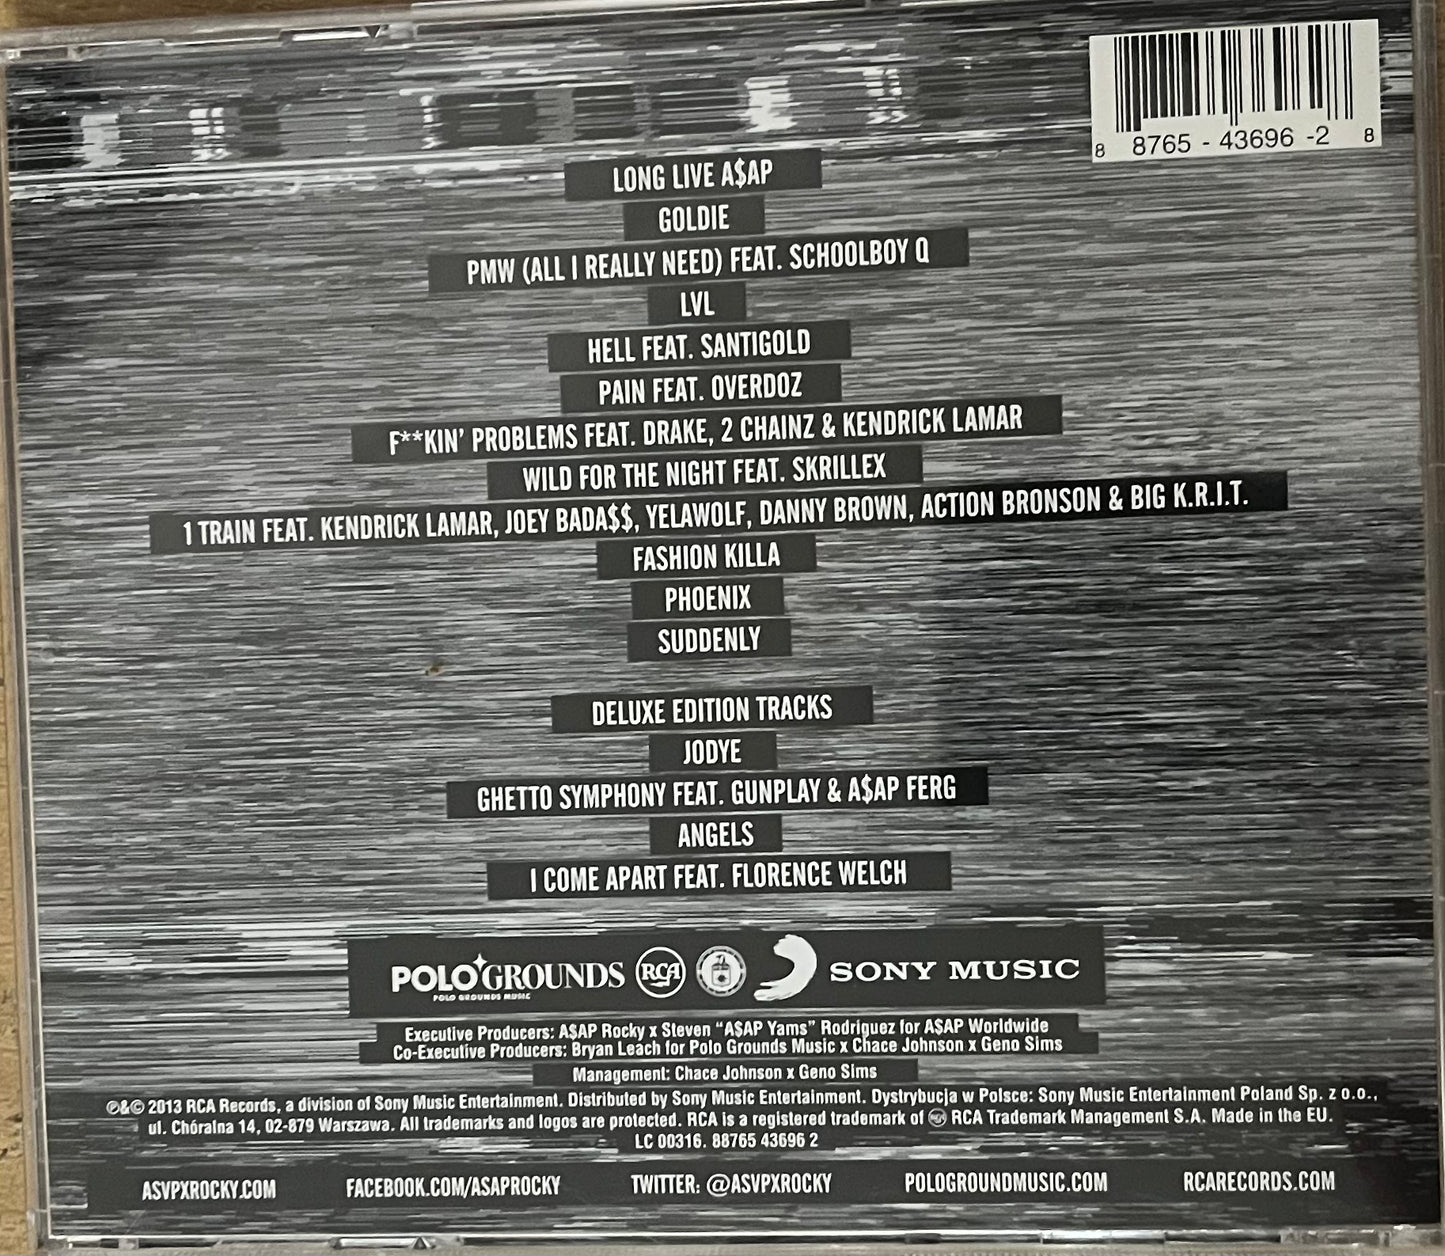 8 8765 - 43696 -2 8
LONG LIVE A$AP
GOLDIE
PMW (ALL I REALLY NEED) FEAT. SCHOOLBOY Q
LVL
HELL FEAT. SANTIGOLD
PAIN FEAT. OVERDOZ
F**KIN' PROBLEMS FEAT. DRAKE, 2 CHAINZ & KENDRICK LAMAR
WILD FOR THE NIGHT FEAT. SKRILLEX
1 TRAIN FEAT. KENDRICK LAMAR, JOEY BADA$$, YELAWOLF, DANNY BROWN, ACTION BRONSON & BIG K.R.I.T.
FASHION KILLA
PHOENIX
SUDDENLY
DELUXE EDITION TRACKS
JODYE
GHETTO SYMPHONY FEAT. GUNPLAY & A$AP FERG
ANGELS
I COME APART FEAT. FLORENCE WELCH
POLO GROUNDS RCA SONY MUSIC
POLO GROUNDS MUSIC
Executive Producers: A$AP Rocky x Steven "A$AP Yams" Rodriguez for A$AP Worldwide
Co-Executive Producers: Bryan Leach for Polo Grounds Music x Chace Johnson x Geno Sims
Management: Chace Johnson x Geno Sims
℗&© 2013 RCA Records, a division of Sony Music Entertainment. Distributed by Sony Music Entertainment. Dystrybucja w Polsce: Sony Music Entertainment Poland Sp. z o.o.,
ul. Chóralna 14, 02-879 Warszawa. All trademarks and logos are protected. RCA is a registered trademark of RCA RCA Trademark Management S.A. Made in the EU.
LC 00316. 88765 43696 2
ASVPXROCKY.COM FACEBOOK.COM/ASAPROCKY TWITTER: @ASVPXROCKY POLOGROUNDMUSIC.COM RCARECORDS.COM